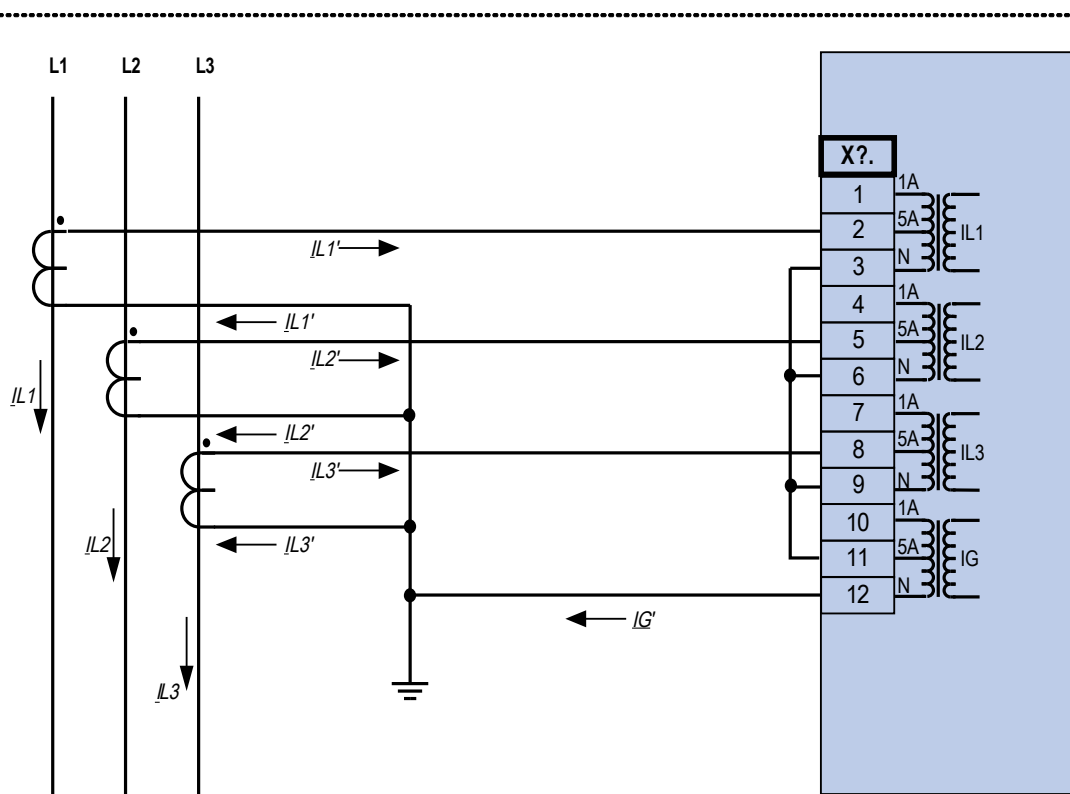 L1 L2 L3
X?.
1 1A
2 5A IL1
3 N
4 1A
5 5A IL2
6 N
7 1A
8 5A IL3
9 N
10 1A
11 5A IG
12 N
IL1'
IL1'
IL2'
IL1
IL2'
IL3'
IL2
IL3'
IG'
IL3